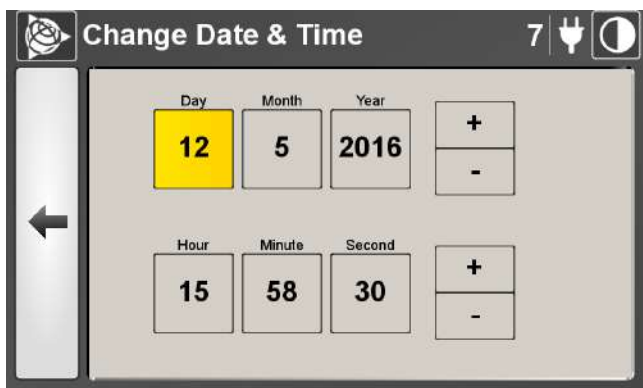 Change Date & Time 7
Day Month Year
12 5 2016
+
-
Hour Minute Second
15 58 30
+
-